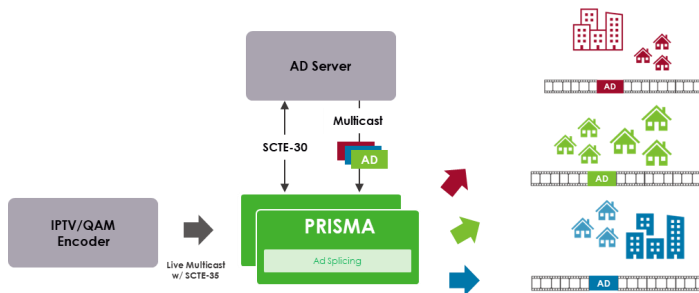 AD Server
SCTE-30
Multicast
AD
IPTV/QAM
Encoder
Live Multicast
w/ SCTE-35
PRISMA
Ad Splicing
AD
AD
AD